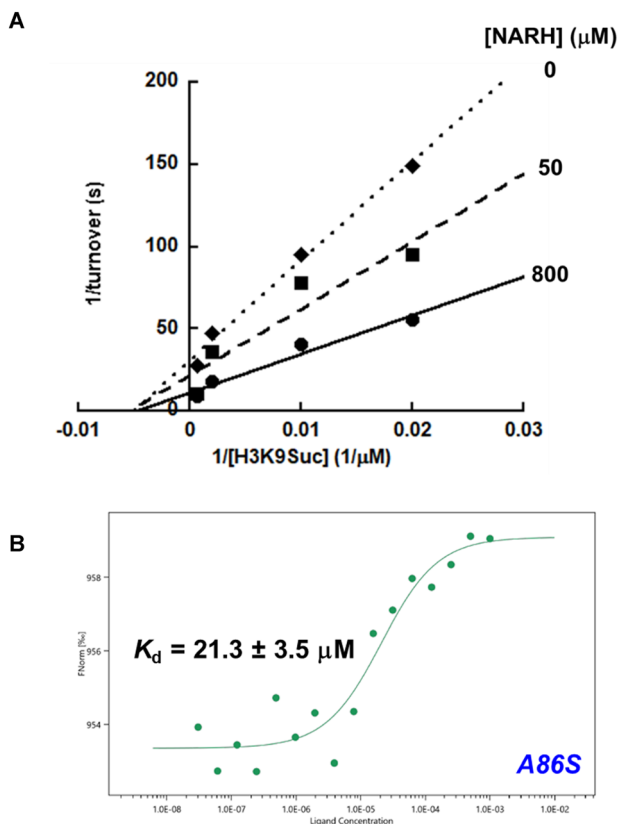 A
[NARH] (μM)
0
50
800
200
150
100
50
0
1/turnover (s)
-0.01
0
0.01
0.02
0.03
1/[H3K9Suc] (1/μM)
B
958
956
954
FNorm [‰]
Kd = 21.3 ± 3.5 μM
A86S
1.0E-08
1.0E-07
1.0E-06
1.0E-05
1.0E-04
1.0E-03
1.0E-02
Ligand Concentration